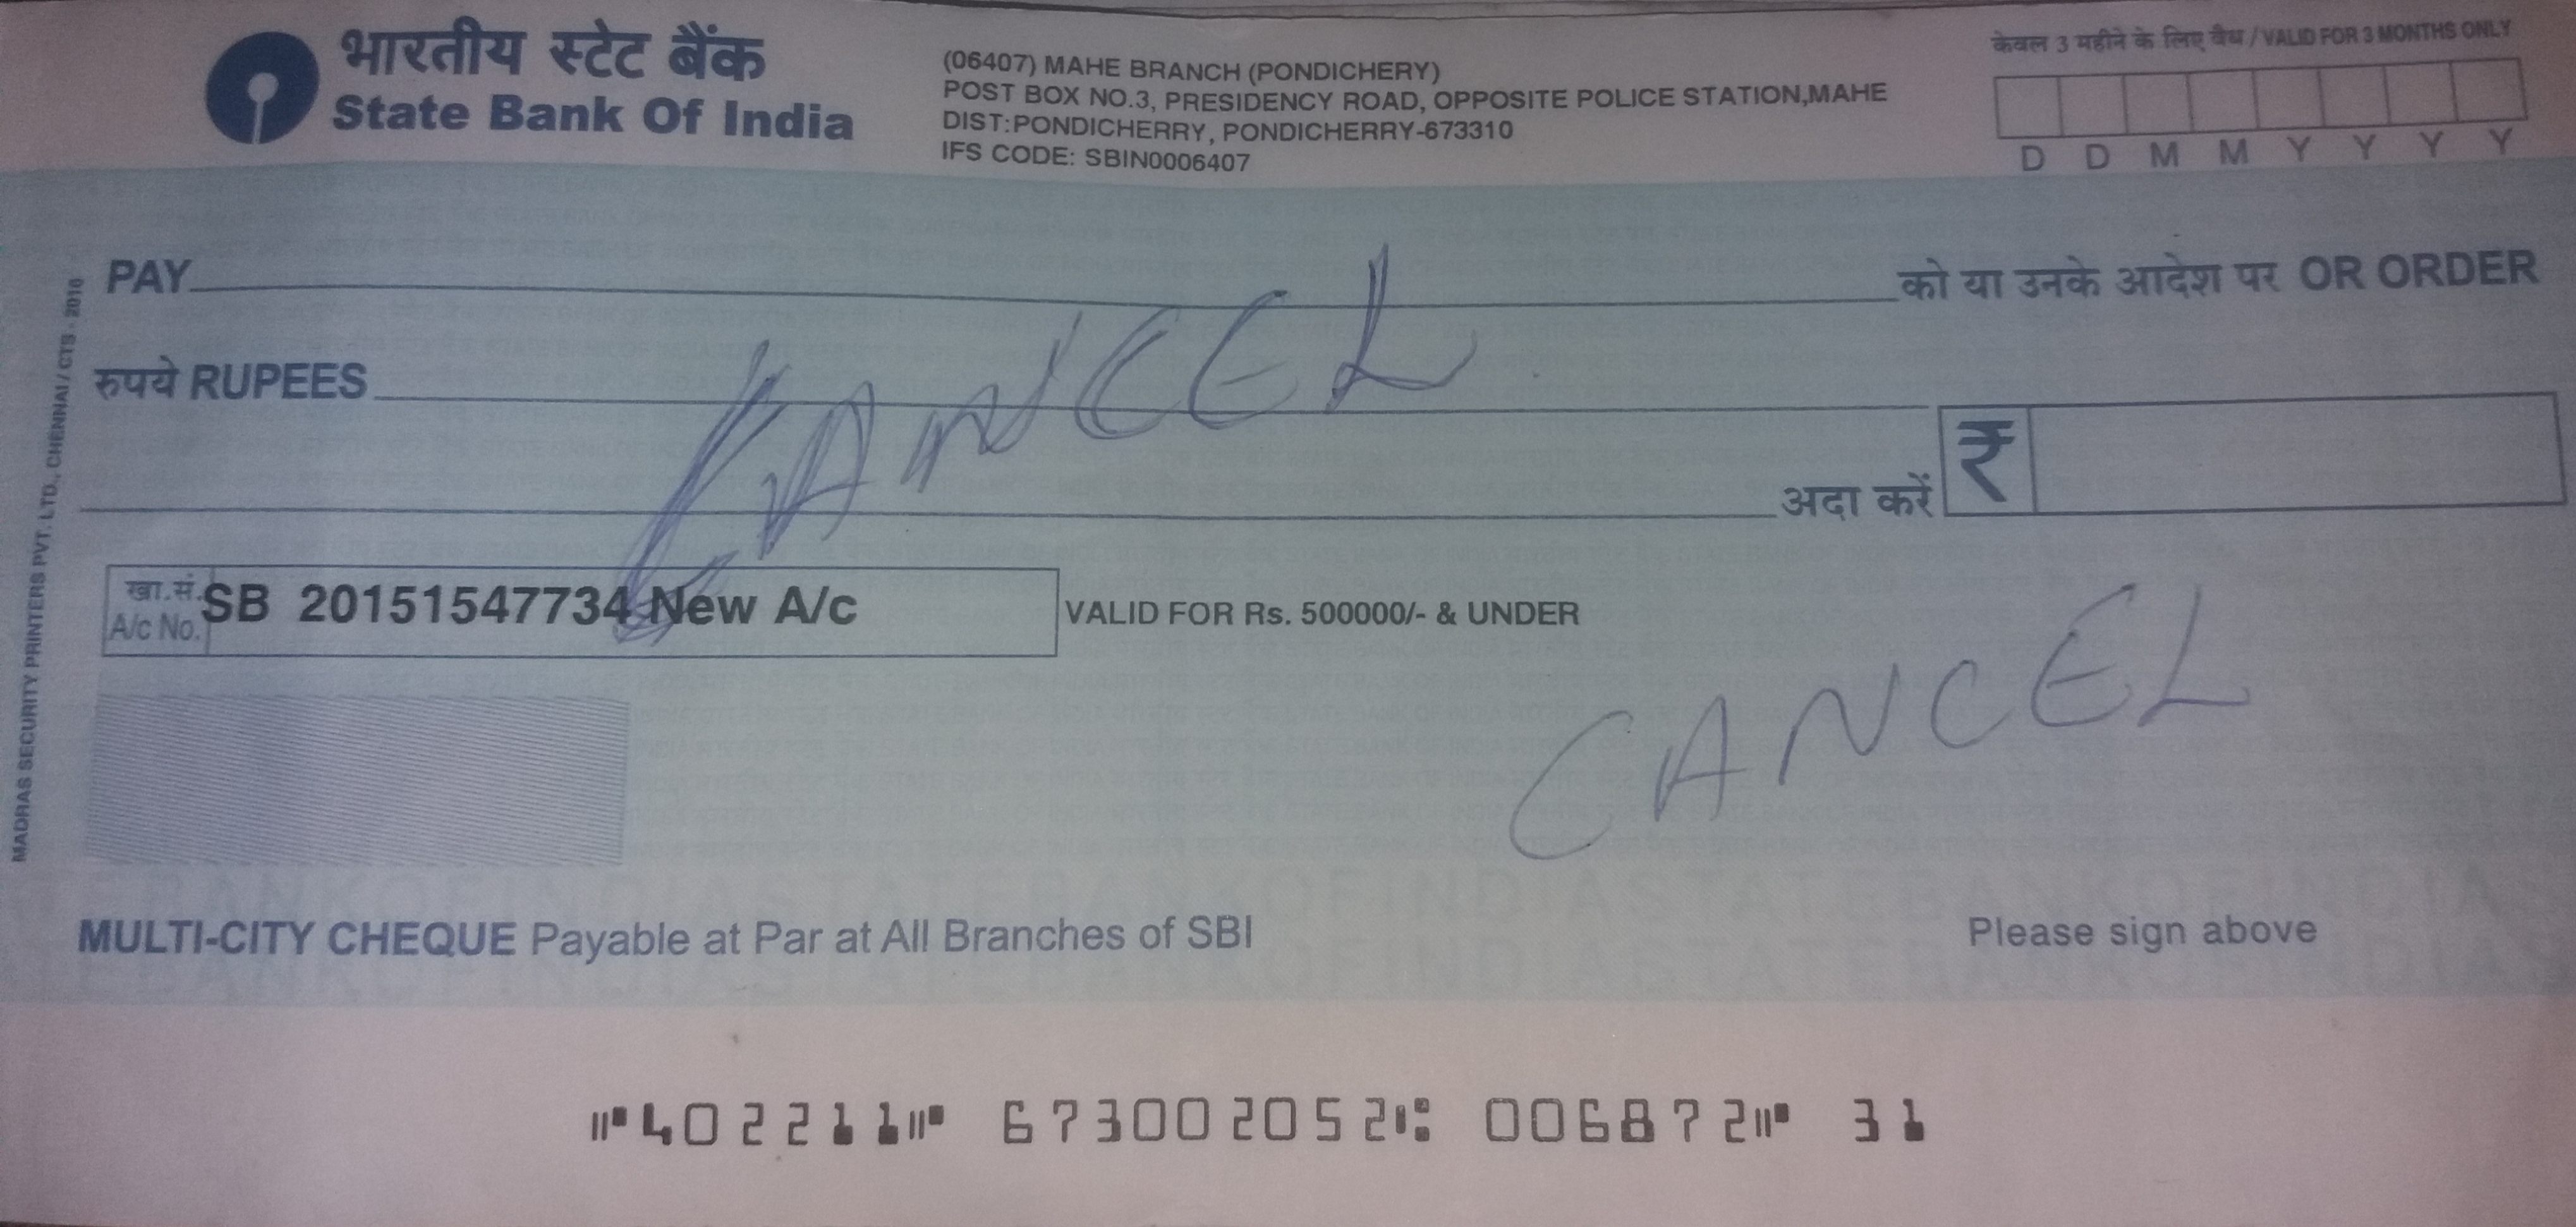 भारतीय स्टेट बैंक
State Bank Of India
(06407) MAHE BRANCH (PONDICHERY)
POST BOX NO.3, PRESIDENCY ROAD, OPPOSITE POLICE STATION,MAHE
DIST:PONDICHERRY, PONDICHERRY-673310
IFS CODE: SBIN0006407
केवल 3 महीने के लिए वैध / VALID FOR 3 MONTHS ONLY
D D M M Y Y Y Y
PAY को या उनके आदेश पर OR ORDER
रुपये RUPEES
CANCEL
अदा करें ₹
खा.सं. A/c No. SB 20151547734 New A/c
VALID FOR Rs. 500000/- & UNDER
CANCEL
MULTI-CITY CHEQUE Payable at Par at All Branches of SBI
Please sign above
MADRAS SECURITY PRINTERS PVT. LTD., CHENNAI / CTS - 2010
⑈402211⑈ 673002052⑆ 006872⑈ 31